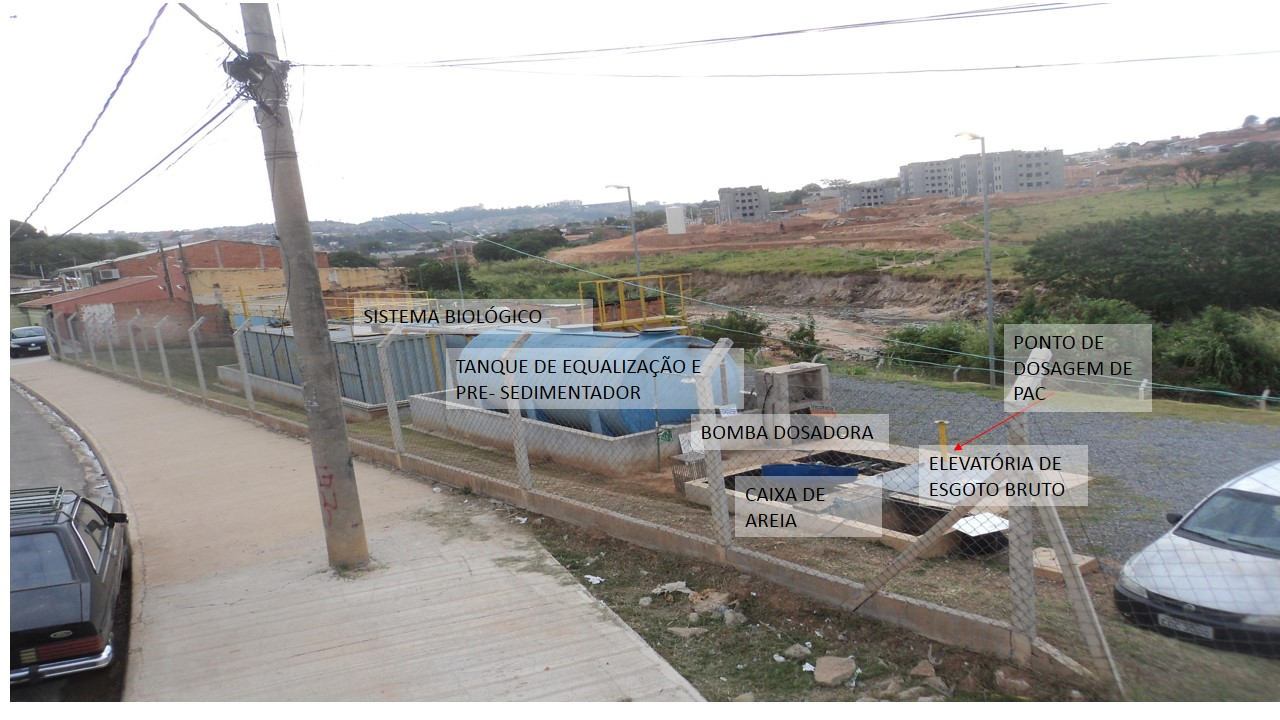 SISTEMA BIOLÓGICO
TANQUE DE EQUALIZAÇÃO E
PRE- SEDIMENTADOR
PONTO DE
DOSAGEM DE
PAC
BOMBA DOSADORA
ELEVATÓRIA DE
ESGOTO BRUTO
CAIXA DE
AREIA